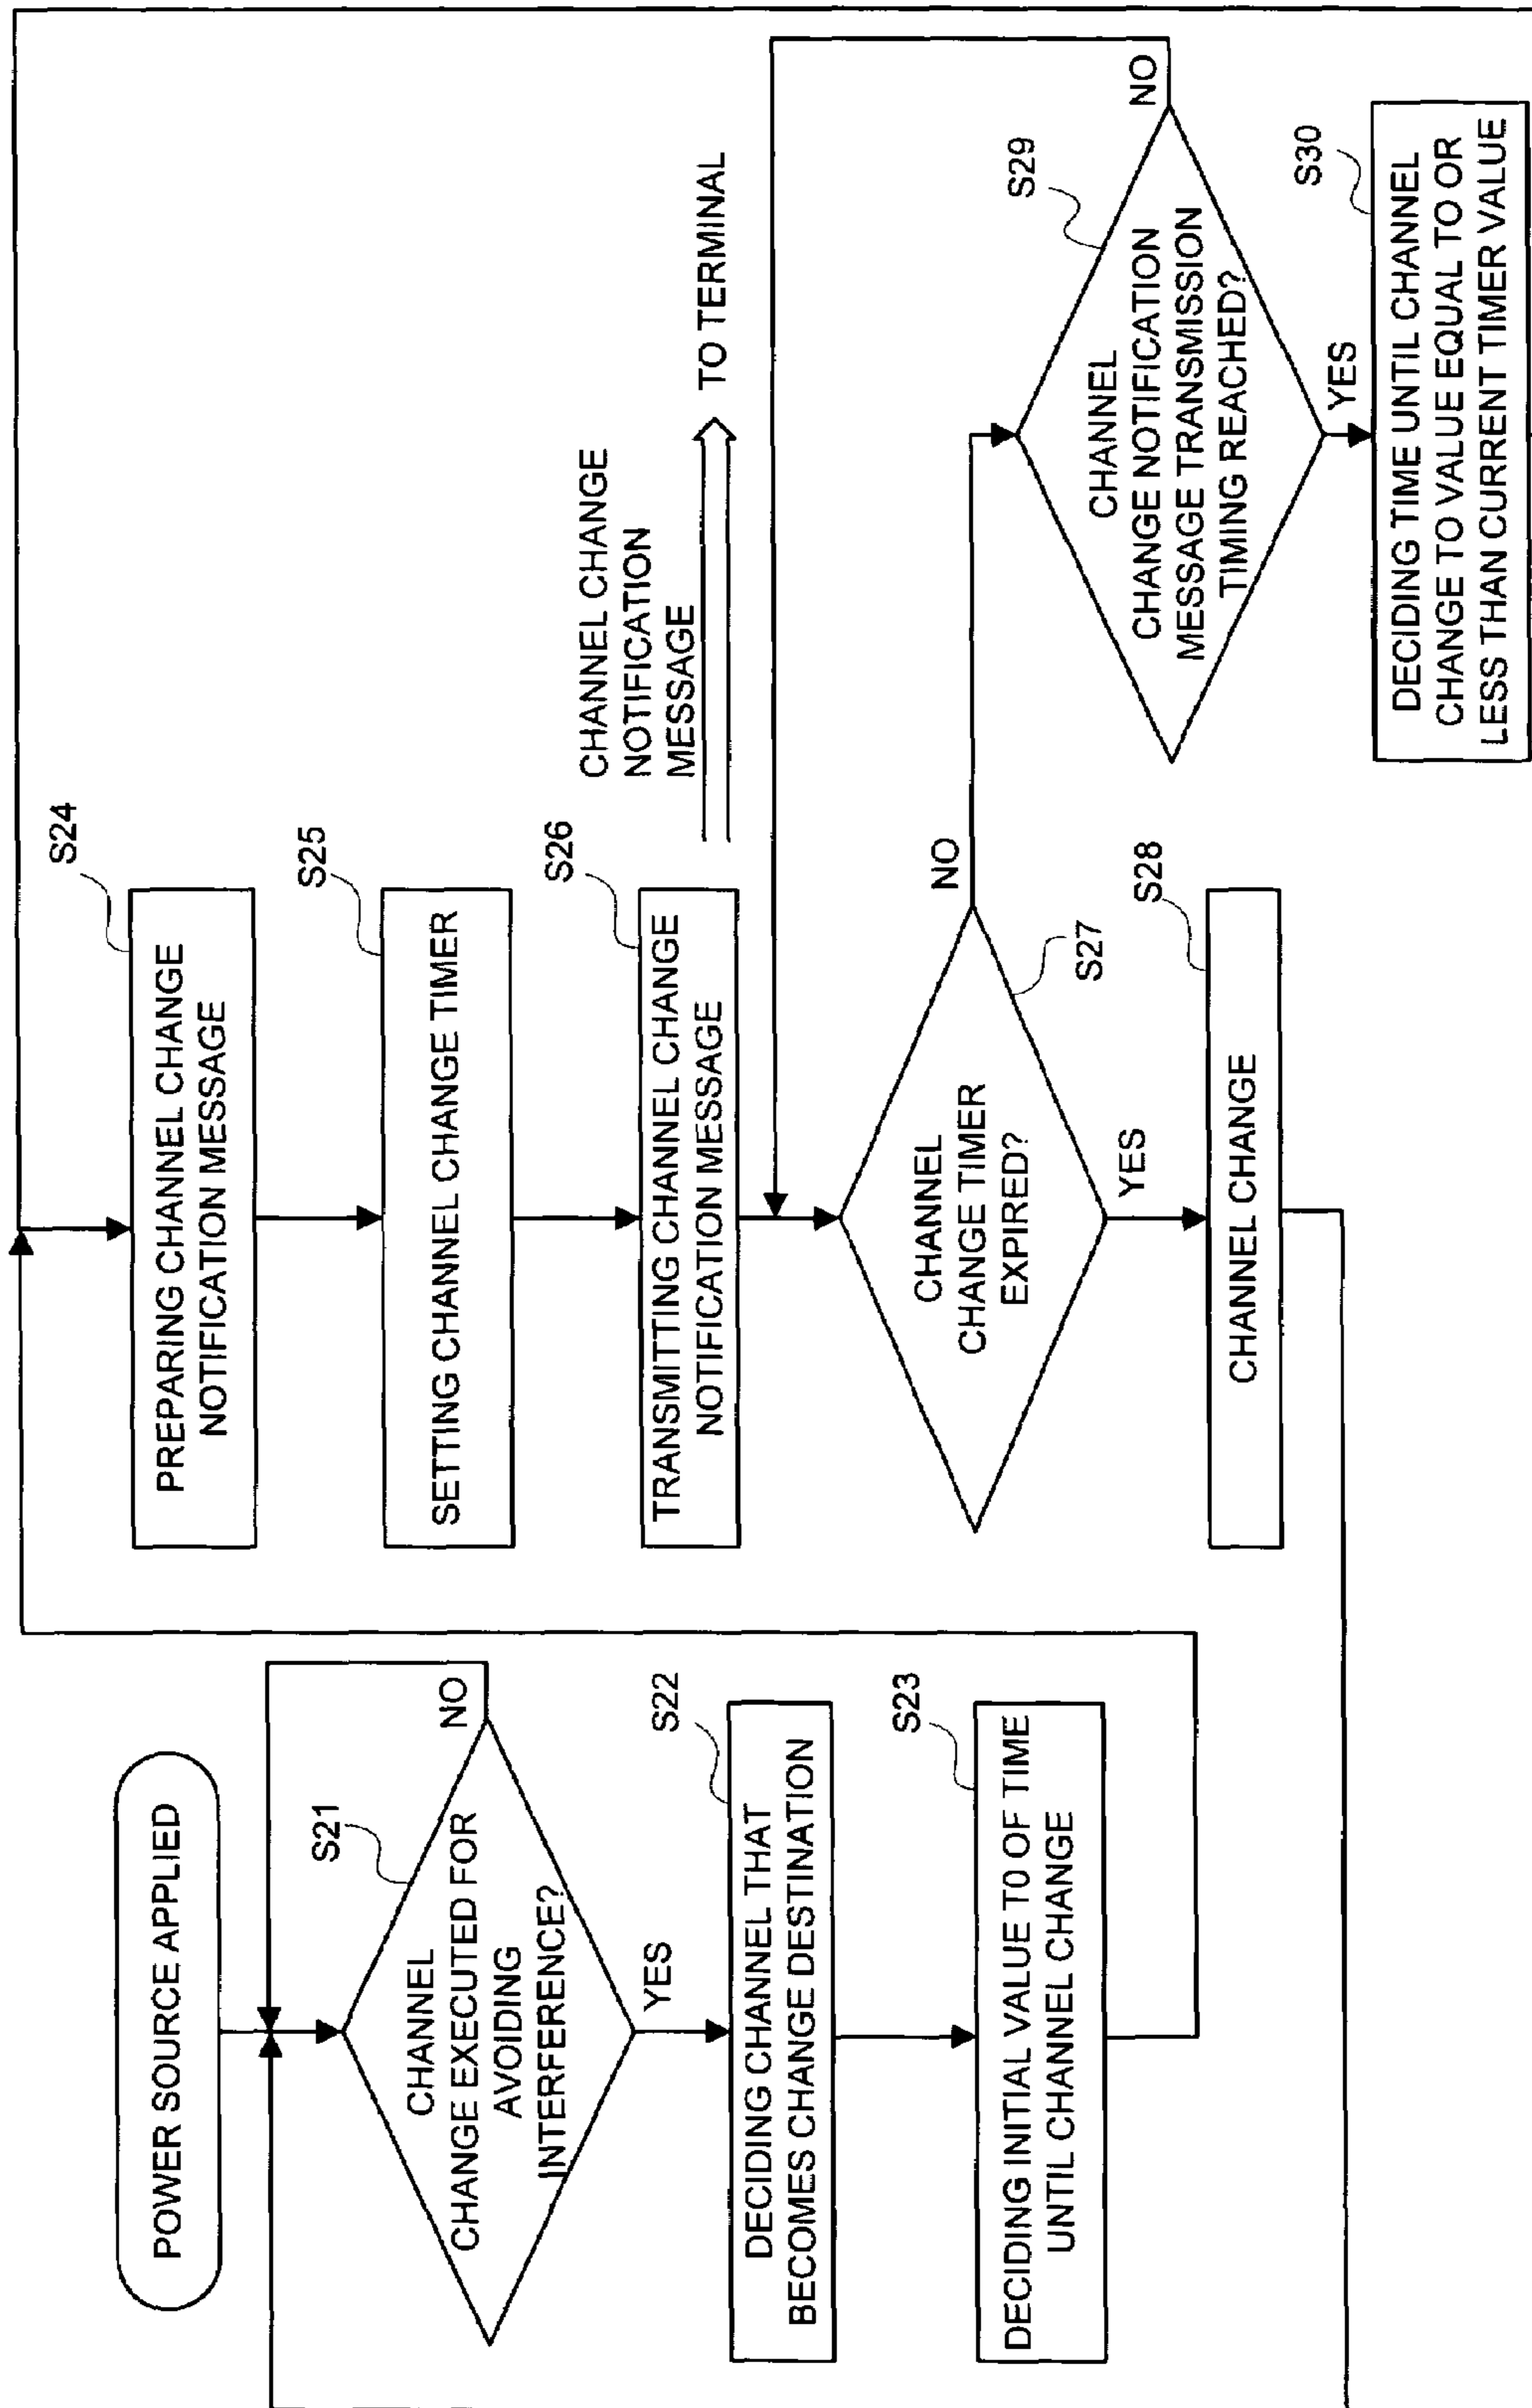 POWER SOURCE APPLIED
S21
CHANNEL
CHANGE EXECUTED FOR
AVOIDING
INTERFERENCE?
NO
YES
S22
DECIDING CHANNEL THAT
BECOMES CHANGE DESTINATION
S23
DECIDING INITIAL VALUE T0 OF TIME
UNTIL CHANNEL CHANGE
S24
PREPARING CHANNEL CHANGE
NOTIFICATION MESSAGE
S25
SETTING CHANNEL CHANGE TIMER
S26
TRANSMITTING CHANNEL CHANGE
NOTIFICATION MESSAGE
CHANNEL CHANGE
NOTIFICATION
MESSAGE
TO TERMINAL
CHANNEL
CHANGE TIMER
EXPIRED?
NO
S27
YES
S28
CHANNEL CHANGE
S29
CHANNEL
CHANGE NOTIFICATION
MESSAGE TRANSMISSION
TIMING REACHED?
NO
YES
S30
DECIDING TIME UNTIL CHANNEL
CHANGE TO VALUE EQUAL TO OR
LESS THAN CURRENT TIMER VALUE